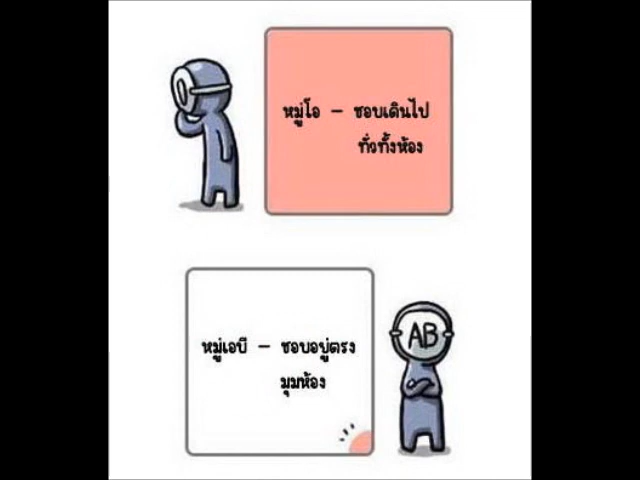 O
หมู่โอ – ชอบเดินไป
ทั่วทั้งห้อง
หมู่เอบี – ชอบอยู่ตรง
มุมห้อง
AB